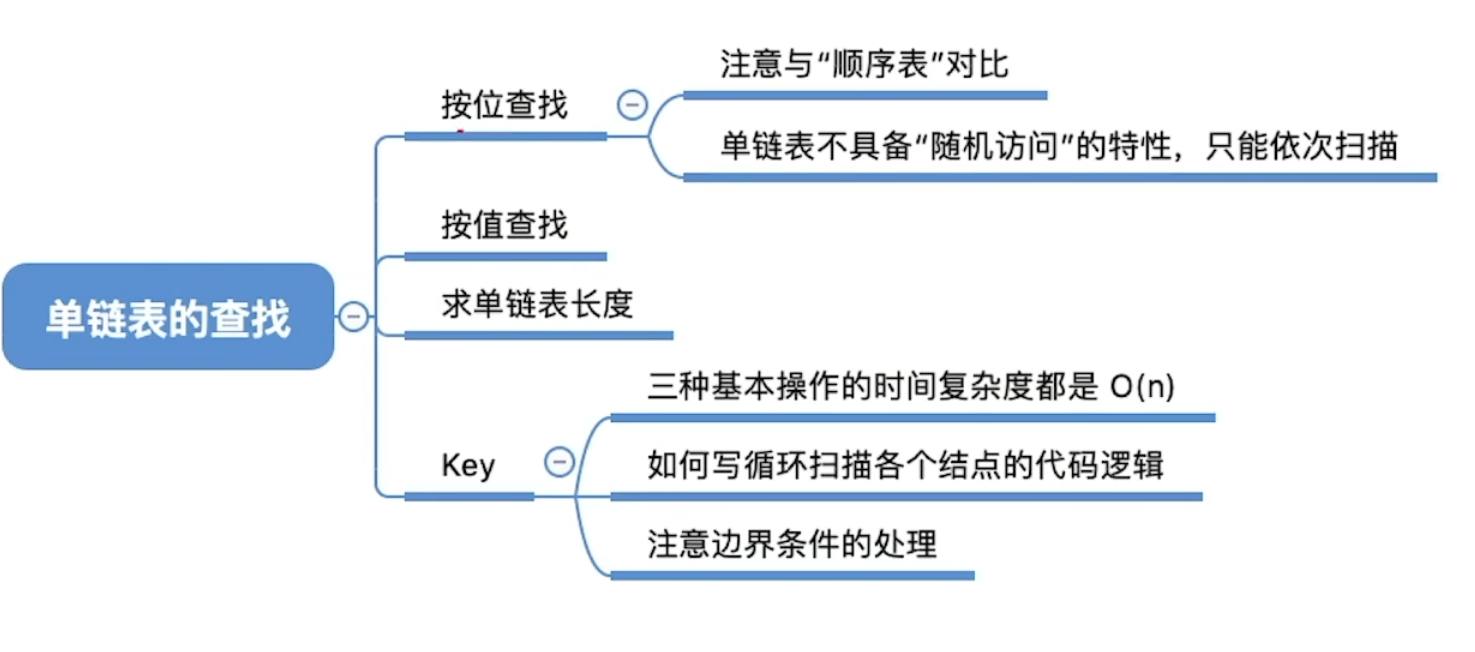 单链表的查找
按位查找
注意与“顺序表”对比
单链表不具备“随机访问”的特性，只能依次扫描
按值查找
求单链表长度
Key
三种基本操作的时间复杂度都是 O(n)
如何写循环扫描各个结点的代码逻辑
注意边界条件的处理